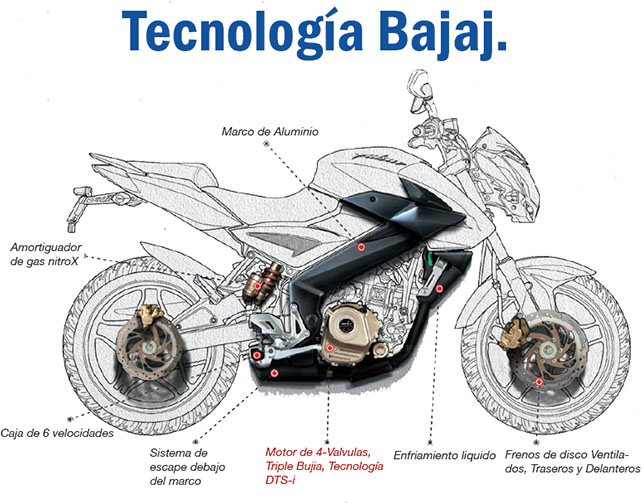 Tecnología Bajaj.
Marco de Aluminio
pulsar
Amortiguador
de gas nitroX
Caja de 6 velocidades
Sistema de
escape debajo
del marco
Motor de 4-Valvulas,
Triple Bujia, Tecnología
DTS-i
Enfriamiento liquido
Frenos de disco Ventila-
dos, Traseros y Delanteros